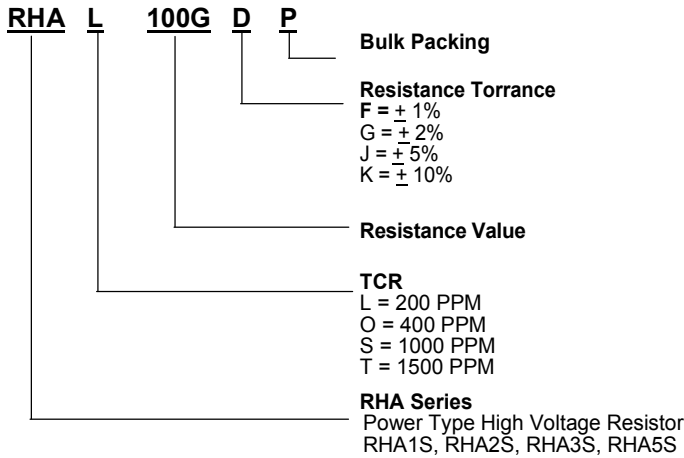 RHA L 100G D P
Bulk Packing
Resistance Torrance
F = ± 1%
G = ± 2%
J = ± 5%
K = ± 10%
Resistance Value
TCR
L = 200 PPM
O = 400 PPM
S = 1000 PPM
T = 1500 PPM
RHA Series
Power Type High Voltage Resistor
RHA1S, RHA2S, RHA3S, RHA5S